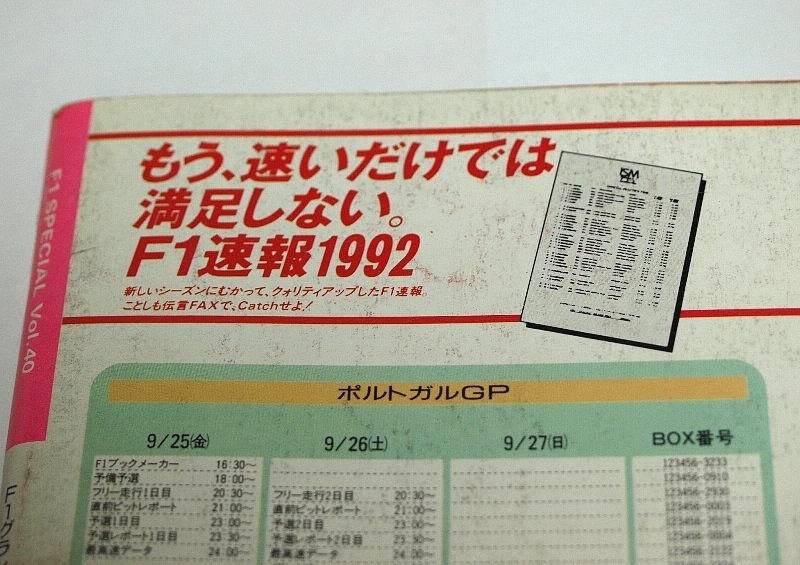 もう、速いだけでは
満足しない。
F1速報1992
新しいシーズンにむかって、クォリティアップしたF1速報。
ことしも伝言FAXで、Catchせよ!
F1 SPECIAL Vol.40
F1グラ
ポルトガルGP
9/25(金) 9/26(土) 9/27(日) BOX番号
F1ブックメーカー 16:30〜 123456-3233
予備予選 18:00〜 123456-0910
フリー走行1日目 20:30〜 フリー走行2日目 20:30〜
直前ピットレポート 21:00〜 直前ピットレポート 21:00〜
予選1日目 23:00〜 予選2日目 23:00〜
予選レポート1日目 23:30〜 予選レポート2日目 23:30〜
最高速データ 24:00〜 最高速データ 24:00〜